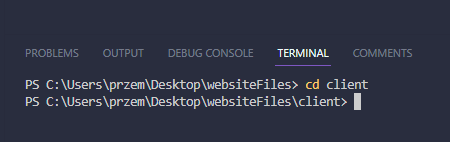 PROBLEMS OUTPUT DEBUG CONSOLE TERMINAL COMMENTS
PS C:\Users\przem\Desktop\websiteFiles> cd client
PS C:\Users\przem\Desktop\websiteFiles\client>